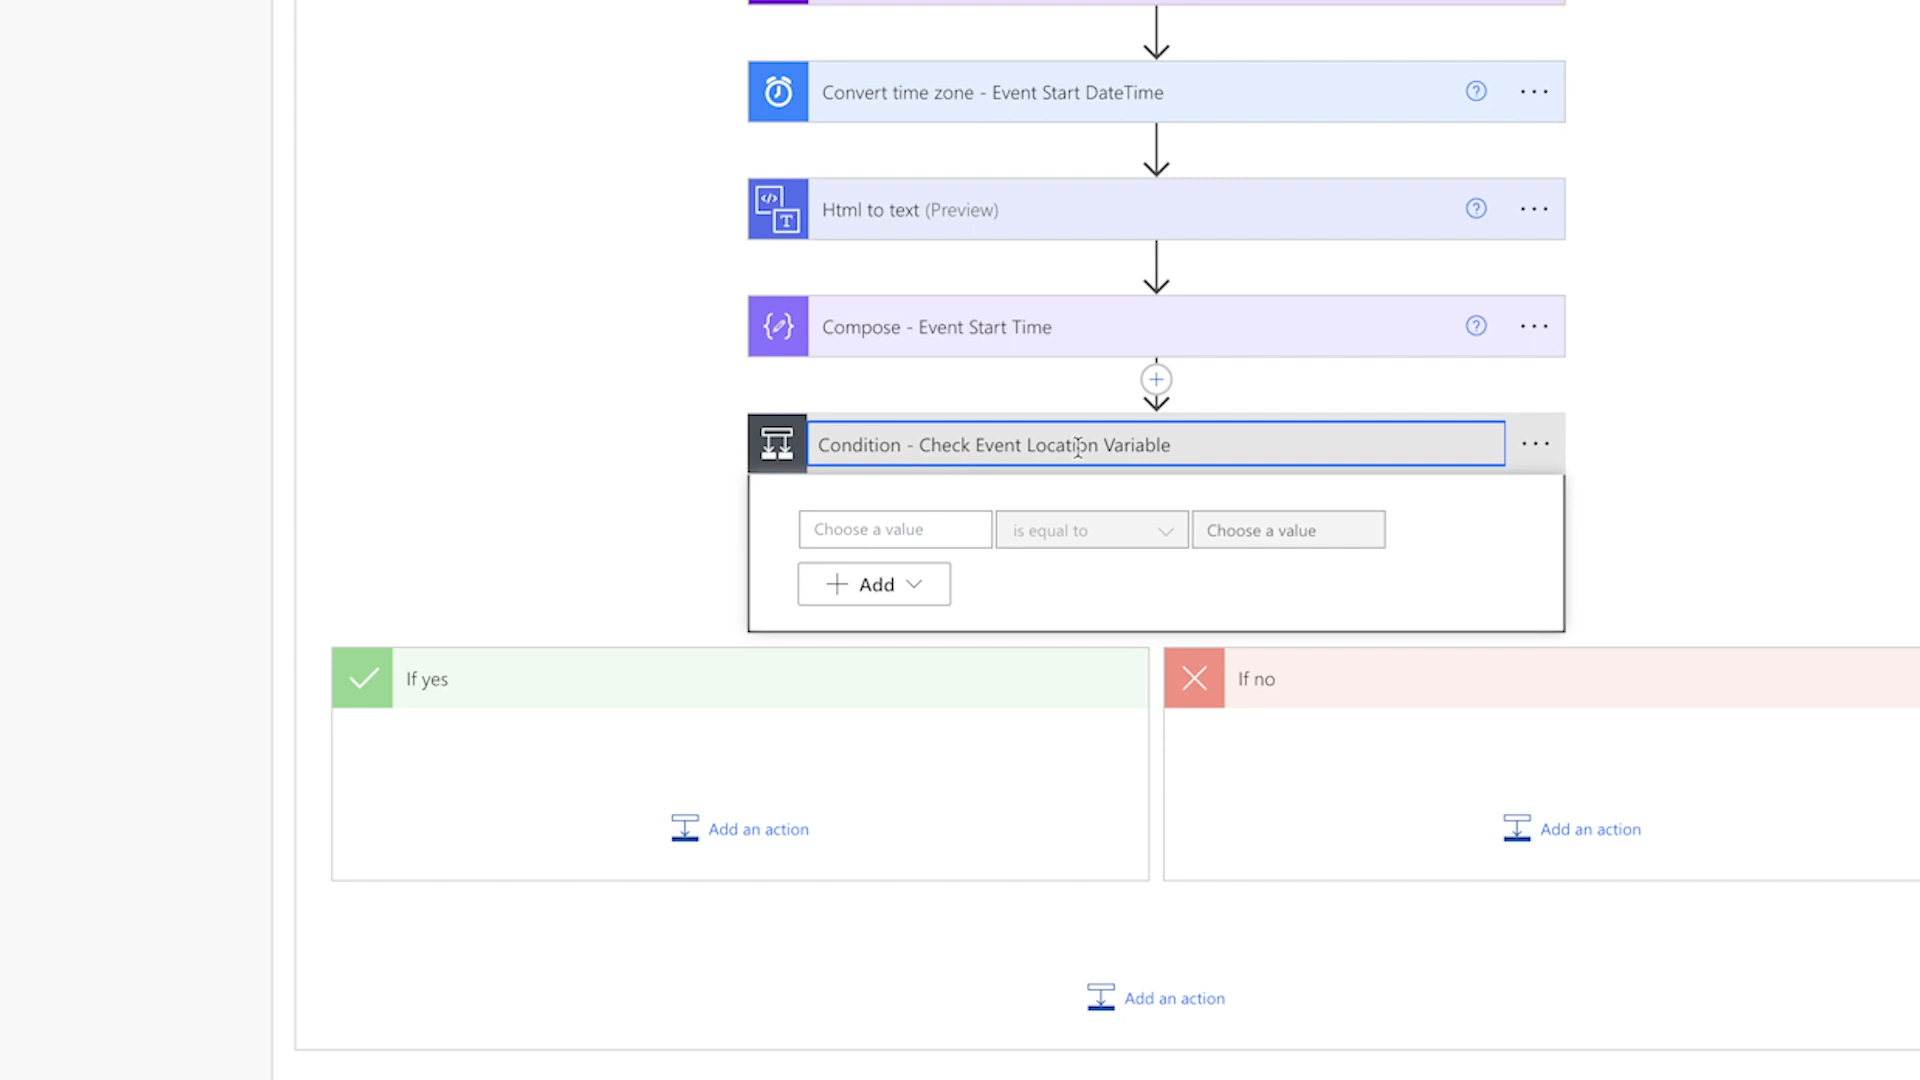 Convert time zone - Event Start DateTime
Html to text (Preview)
Compose - Event Start Time
Condition - Check Event Location Variable
Choose a value is equal to Choose a value
Add
If yes
If no
Add an action
Add an action
Add an action